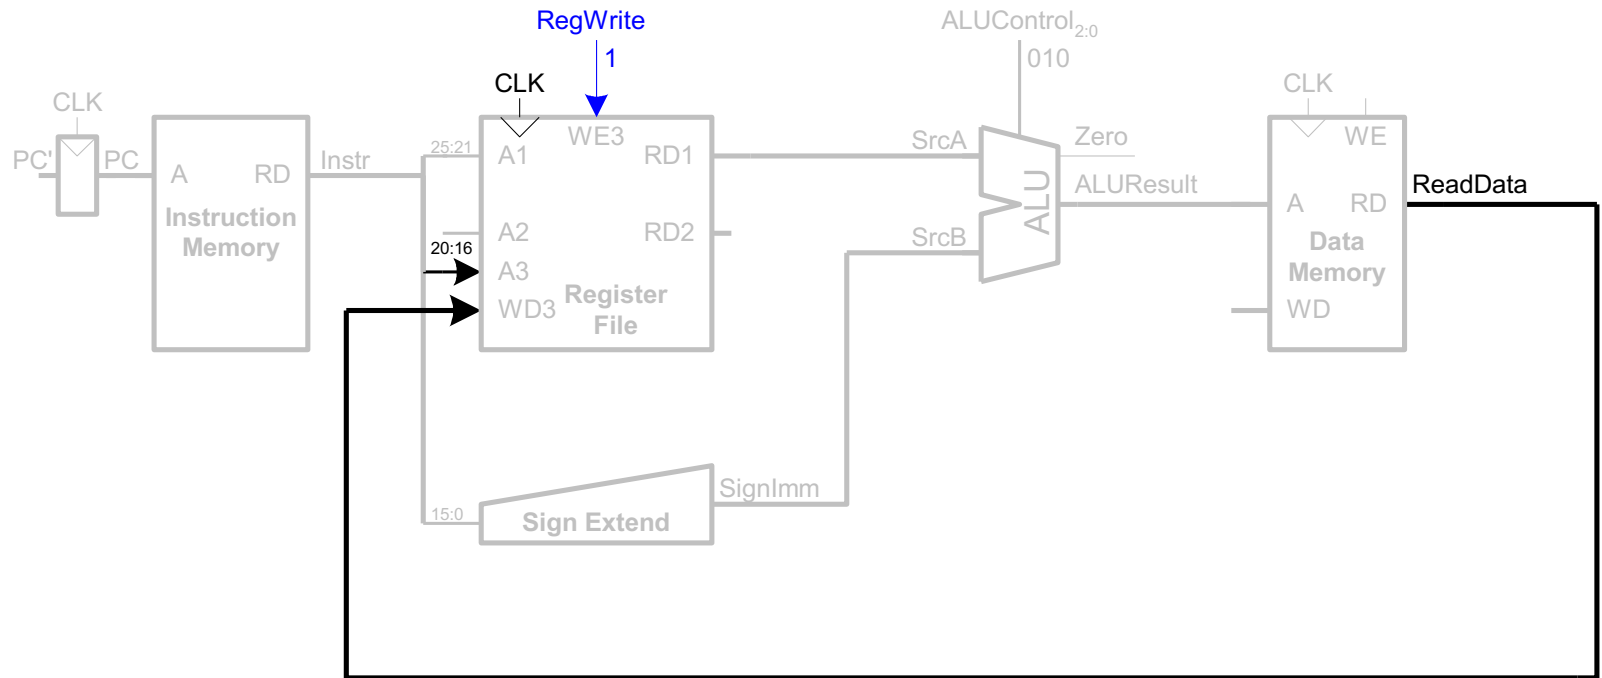 RegWrite
ALUControl2:0
1
010
CLK
CLK
CLK
WE3
WE
Zero
PC'
PC
A
RD
Instr
25:21
A1
RD1
SrcA
ALU
ALUResult
A
RD
ReadData
Instruction
Memory
A2
RD2
SrcB
20:16
A3
Data
Memory
WD3
Register
File
WD
SignImm
15:0
Sign Extend